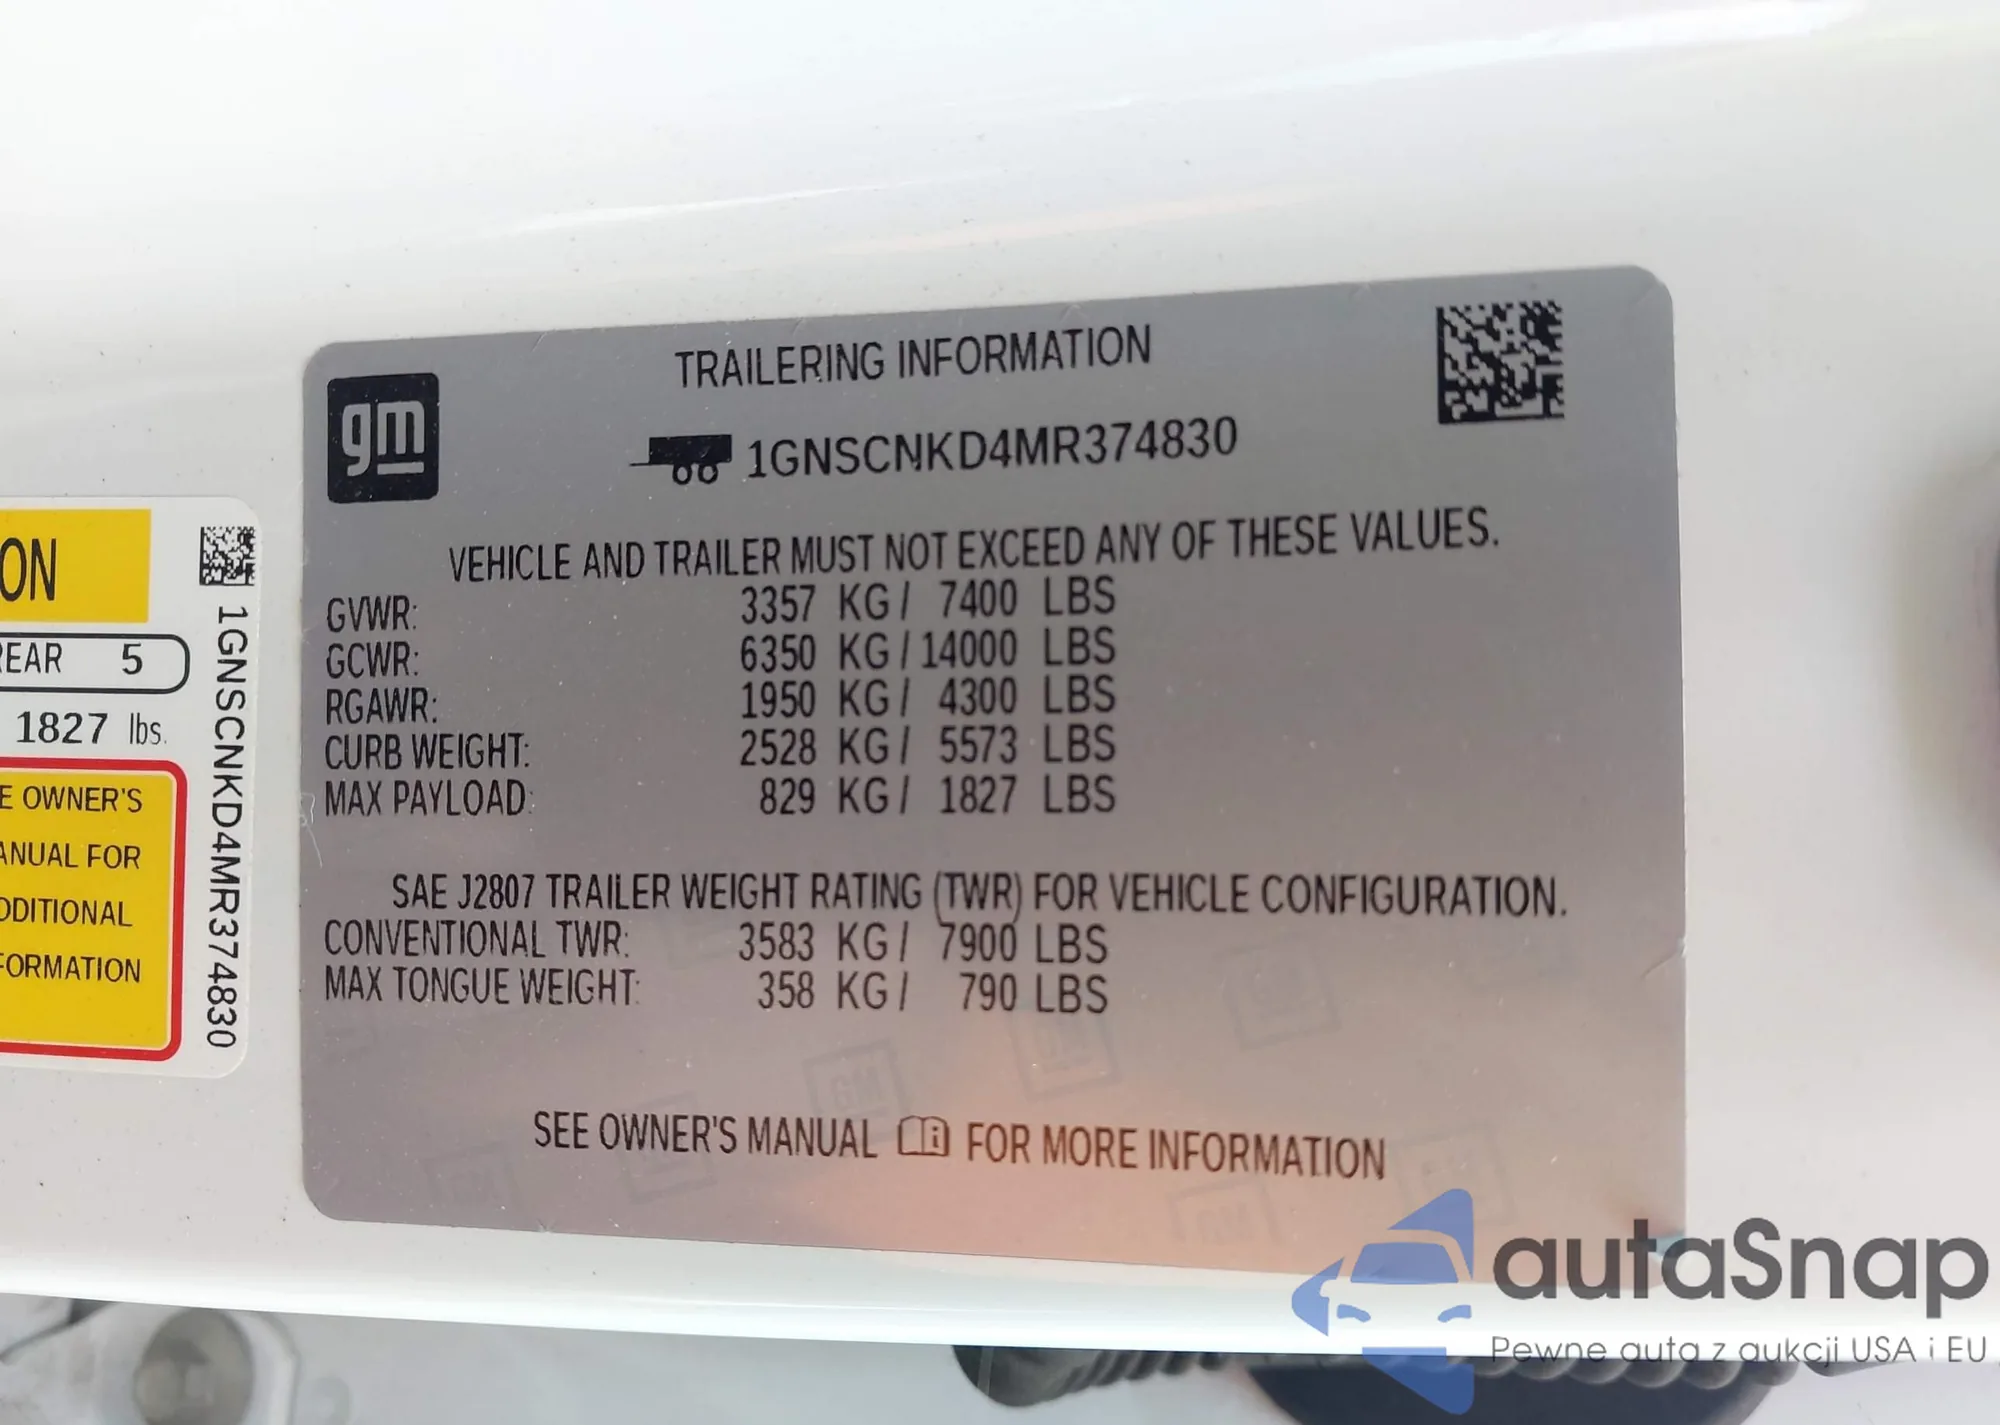 gm
TRAILERING INFORMATION
1GNSCNKD4MR374830
VEHICLE AND TRAILER MUST NOT EXCEED ANY OF THESE VALUES.
GVWR: 3357 KG / 7400 LBS
GCWR: 6350 KG / 14000 LBS
RGAWR: 1950 KG / 4300 LBS
CURB WEIGHT: 2528 KG / 5573 LBS
MAX PAYLOAD: 829 KG / 1827 LBS
SAE J2807 TRAILER WEIGHT RATING (TWR) FOR VEHICLE CONFIGURATION.
CONVENTIONAL TWR: 3583 KG / 7900 LBS
MAX TONGUE WEIGHT: 358 KG / 790 LBS
SEE OWNER'S MANUAL FOR MORE INFORMATION
ON
REAR 5
1827 lbs.
E OWNER'S
ANUAL FOR
DDITIONAL
FORMATION
1GNSCNKD4MR374830
GM
GM
GM
GM
autaSnap
Pewne auta z aukcji USA i EU